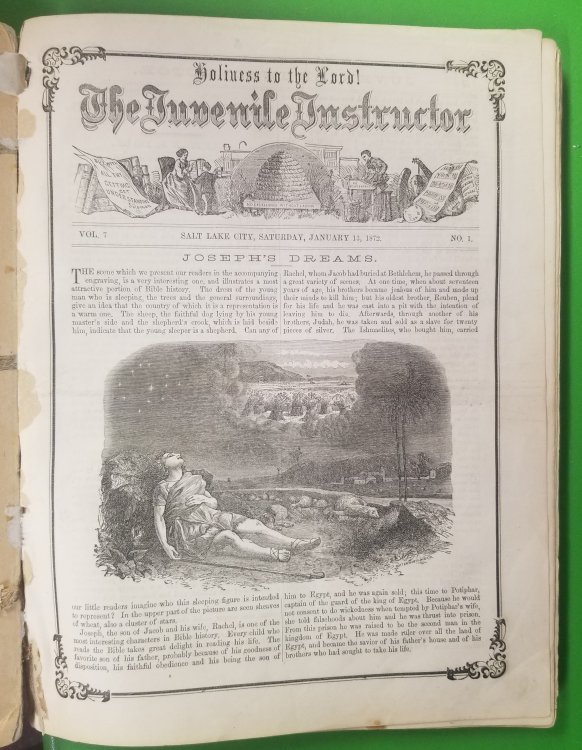 Holiness to the Lord!
The Juvenile Instructor
VOL. 7
SALT LAKE CITY, SATURDAY, JANUARY 13, 1872.
NO. 1.
JOSEPH'S DREAMS.
THE scene which we present our readers in the accompanying
engraving, is a very interesting one, and illustrates a most
attractive portion of Bible history. The dress of the young
man who is sleeping, the trees and the general surroundings,
give an idea that the country of which it is a representation is
a warm one. The sheep, the faithful dog lying by his young
master's side and the shepherd's crook, which is laid beside
him, indicate that the young sleeper is a shepherd. Can any of
our little readers imagine who this sleeping figure is intended
to represent? In the upper part of the picture are seen sheaves
of wheat, also a cluster of stars.
Joseph, the son of Jacob and his wife, Rachel, is one of the
most interesting characters in Bible history. Every child who
reads the Bible takes great delight in reading his life. The
favorite son of his father, probably because of his goodness of
disposition, his faithful obedience and his being the son of
Rachel, whom Jacob had buried at Bethlehem, he passed through
a great variety of scenes. At one time, when about seventeen
years of age, his brothers became jealous of him and made up
their minds to kill him; but his oldest brother, Reuben, plead
for his life and he was cast into a pit with the intention of
leaving him to die. Afterwards, through another of his
brothers, Judah, he was taken and sold as a slave for twenty
pieces of silver. The Ishmaelites, who bought him, carried
him to Egypt, and he was again sold; this time to Potiphar,
captain of the guard of the king of Egypt. Because he would
not consent to do wickedness when tempted by Potiphar's wife,
she told falsehoods about him and he was thrust into prison.
From this prison he was raised to be the second man in the
kingdom of Egypt. He was made ruler over all the land of
Egypt, and became the savior of his father's house and of his
brothers who had sought to take his life.